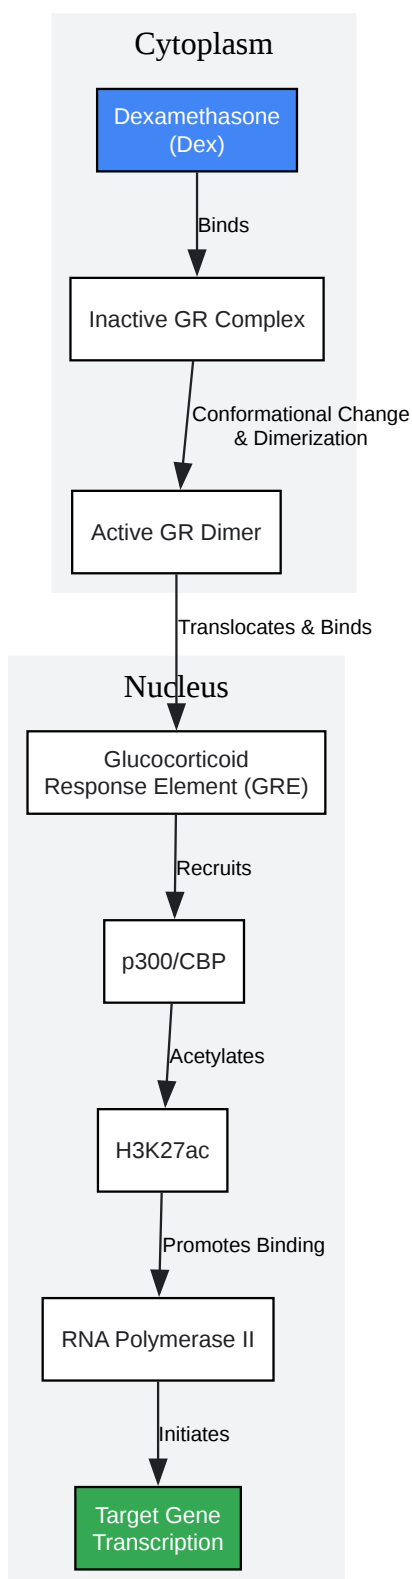 Cytoplasm
Dexamethasone
(Dex)
Binds
Inactive GR Complex
Conformational Change
& Dimerization
Active GR Dimer
Translocates & Binds
Nucleus
Glucocorticoid
Response Element (GRE)
Recruits
p300/CBP
Acetylates
H3K27ac
Promotes Binding
RNA Polymerase II
Initiates
Target Gene
Transcription